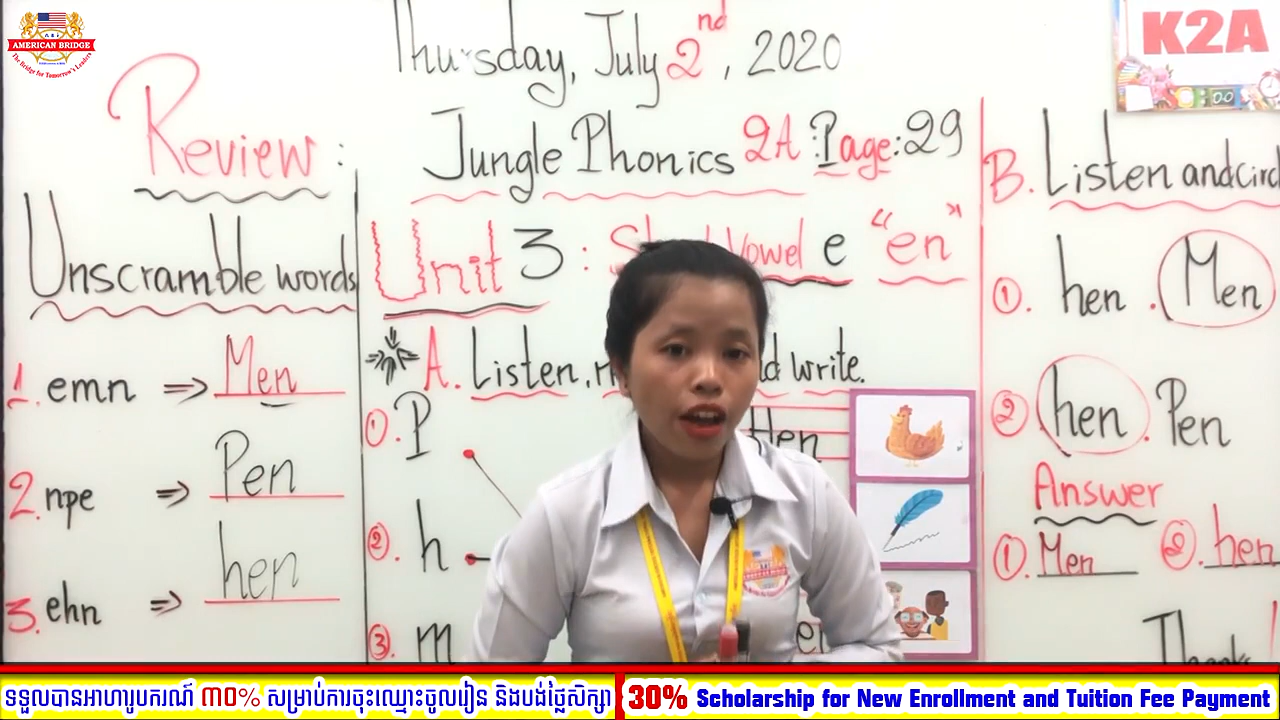 AMERICAN BRIDGE
The Bridge for Tomorrow's Leaders
K2A
Thursday, July 2nd, 2020
Review:
Jungle Phonics 2A Page: 29
Unit 3: Short Vowel e "en"
Unscramble words
1. emn ⇒ Men
2. npe ⇒ Pen
3. ehn ⇒ hen
A. Listen, and write.
①. P
Hen
②. h
③. m
B. Listen and circ
①. hen . Men
② . hen . Pen
Answer
①. Men ②. hen
Thanks
ទទួលបានអាហារូបករណ៍ ៣០% សម្រាប់ការចុះឈ្មោះចូលរៀន និងបង់ថ្លៃសិក្សា
30% Scholarship for New Enrollment and Tuition Fee Payment